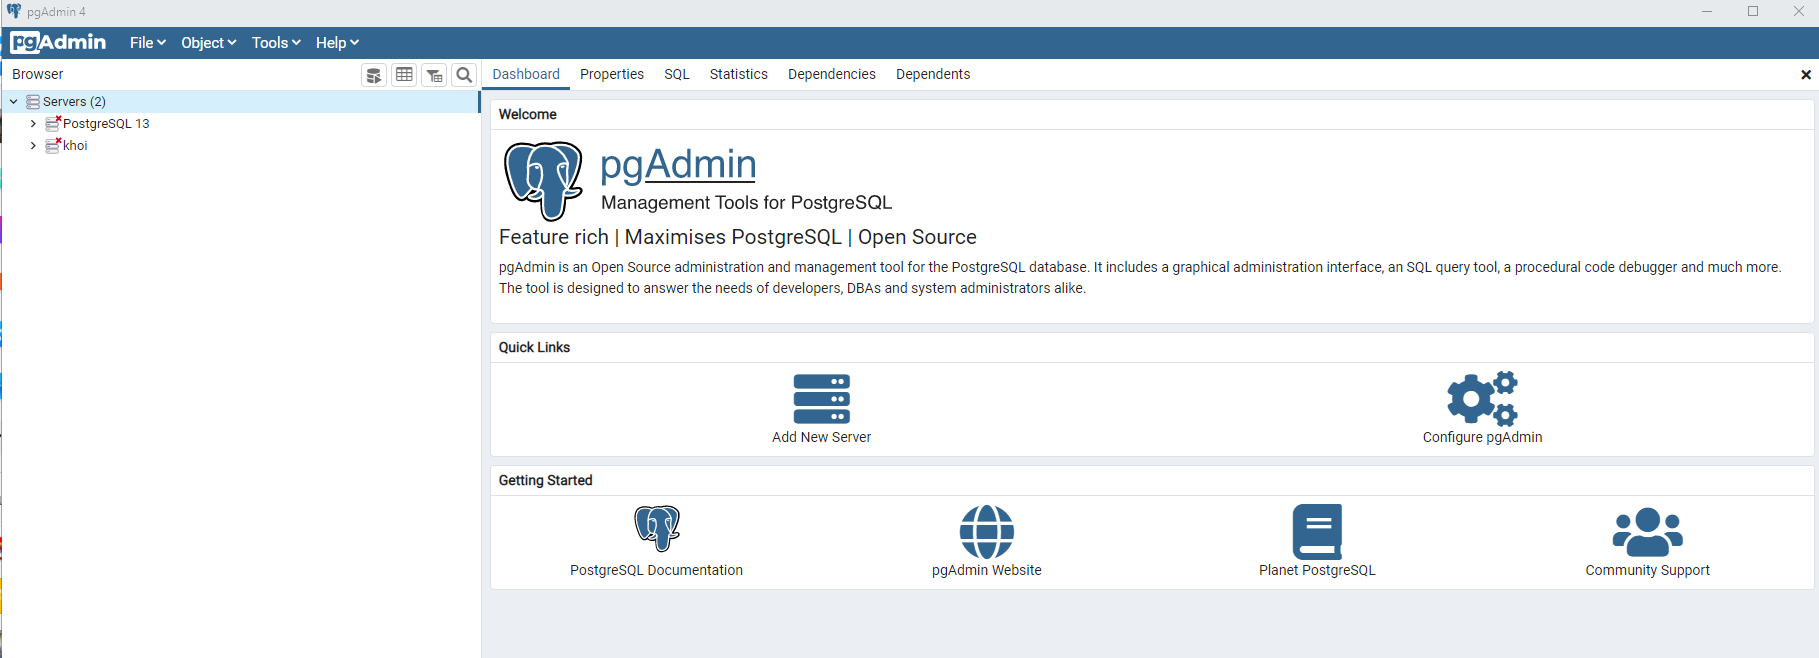 pgAdmin 4
pgAdmin File Object Tools Help
Browser
Dashboard Properties SQL Statistics Dependencies Dependents
Servers (2)
PostgreSQL 13
khoi
Welcome
pgAdmin
Management Tools for PostgreSQL
Feature rich | Maximises PostgreSQL | Open Source
pgAdmin is an Open Source administration and management tool for the PostgreSQL database. It includes a graphical administration interface, an SQL query tool, a procedural code debugger and much more.
The tool is designed to answer the needs of developers, DBAs and system administrators alike.
Quick Links
Add New Server
Configure pgAdmin
Getting Started
PostgreSQL Documentation
pgAdmin Website
Planet PostgreSQL
Community Support